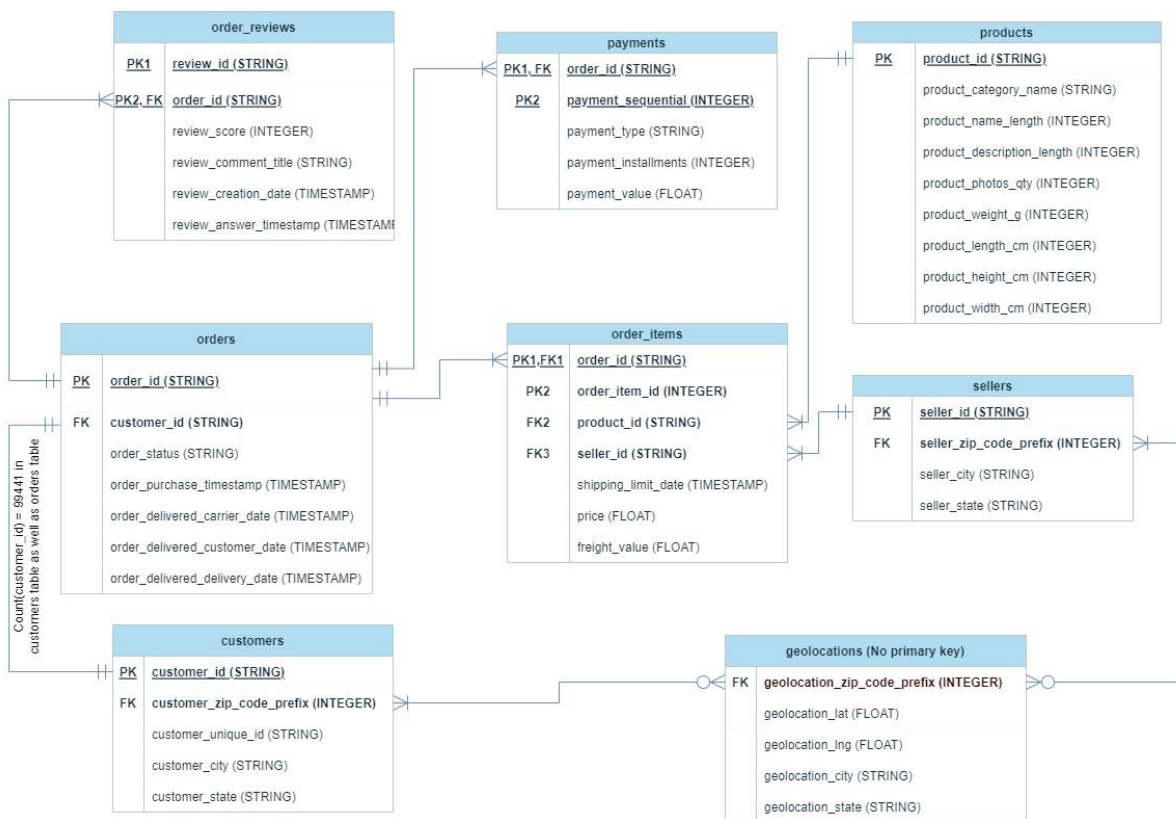 order_reviews
PK1 review_id (STRING)
PK2, FK order_id (STRING)
review_score (INTEGER)
review_comment_title (STRING)
review_creation_date (TIMESTAMP)
review_answer_timestamp (TIMESTAMP
payments
PK1, FK order_id (STRING)
PK2 payment_sequential (INTEGER)
payment_type (STRING)
payment_installments (INTEGER)
payment_value (FLOAT)
products
PK product_id (STRING)
product_category_name (STRING)
product_name_length (INTEGER)
product_description_length (INTEGER)
product_photos_qty (INTEGER)
product_weight_g (INTEGER)
product_length_cm (INTEGER)
product_height_cm (INTEGER)
product_width_cm (INTEGER)
orders
PK order_id (STRING)
FK customer_id (STRING)
order_status (STRING)
order_purchase_timestamp (TIMESTAMP)
order_delivered_carrier_date (TIMESTAMP)
order_delivered_customer_date (TIMESTAMP)
order_delivered_delivery_date (TIMESTAMP)
order_items
PK1,FK1 order_id (STRING)
PK2 order_item_id (INTEGER)
FK2 product_id (STRING)
FK3 seller_id (STRING)
shipping_limit_date (TIMESTAMP)
price (FLOAT)
freight_value (FLOAT)
sellers
PK seller_id (STRING)
FK seller_zip_code_prefix (INTEGER)
seller_city (STRING)
seller_state (STRING)
Count(customer_id) = 99441 in
customers table as well as orders table
customers
PK customer_id (STRING)
FK customer_zip_code_prefix (INTEGER)
customer_unique_id (STRING)
customer_city (STRING)
customer_state (STRING)
geolocations (No primary key)
FK geolocation_zip_code_prefix (INTEGER)
geolocation_lat (FLOAT)
geolocation_lng (FLOAT)
geolocation_city (STRING)
geolocation_state (STRING)